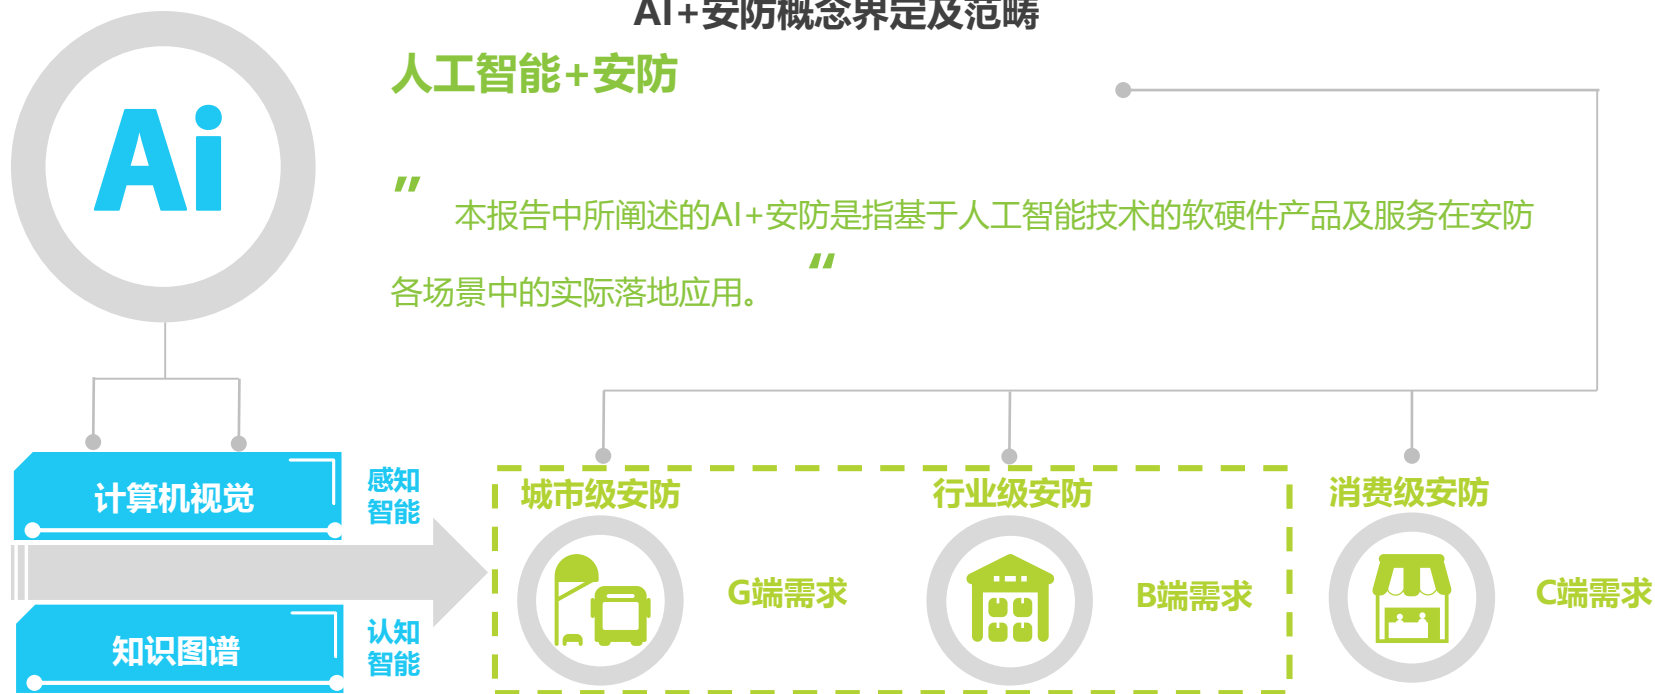 AI+安防概念界定及范畴
Ai
人工智能+安防
"本报告中所阐述的AI+安防是指基于人工智能技术的软硬件产品及服务在安防
各场景中的实际落地应用。"
计算机视觉
感知
智能
知识图谱
认知
智能
城市级安防
G端需求
行业级安防
B端需求
消费级安防
C端需求